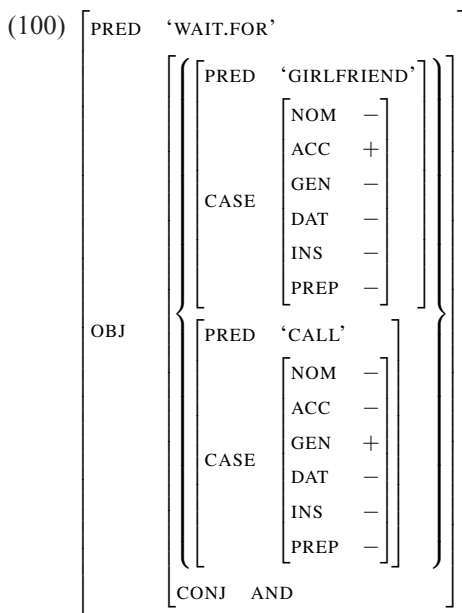 (100) PRED ‘WAIT.FOR’
PRED ‘GIRLFRIEND’
NOM −
ACC +
GEN −
CASE
DAT −
INS −
PREP −
OBJ
PRED ‘CALL’
NOM −
ACC −
GEN +
CASE
DAT −
INS −
PREP −
CONJ AND